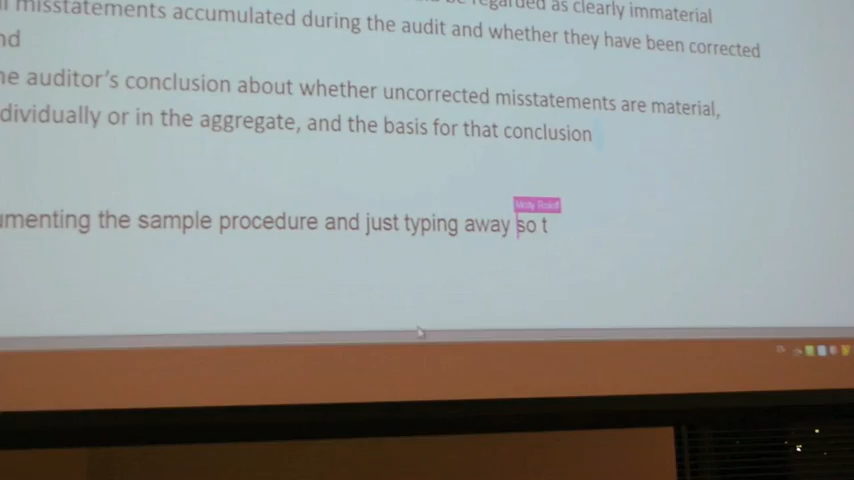 regarded as clearly immaterial
misstatements accumulated during the audit and whether they have been corrected
nd
ne auditor's conclusion about whether uncorrected misstatements are material,
dividually or in the aggregate, and the basis for that conclusion
umenting the sample procedure and just typing away so t